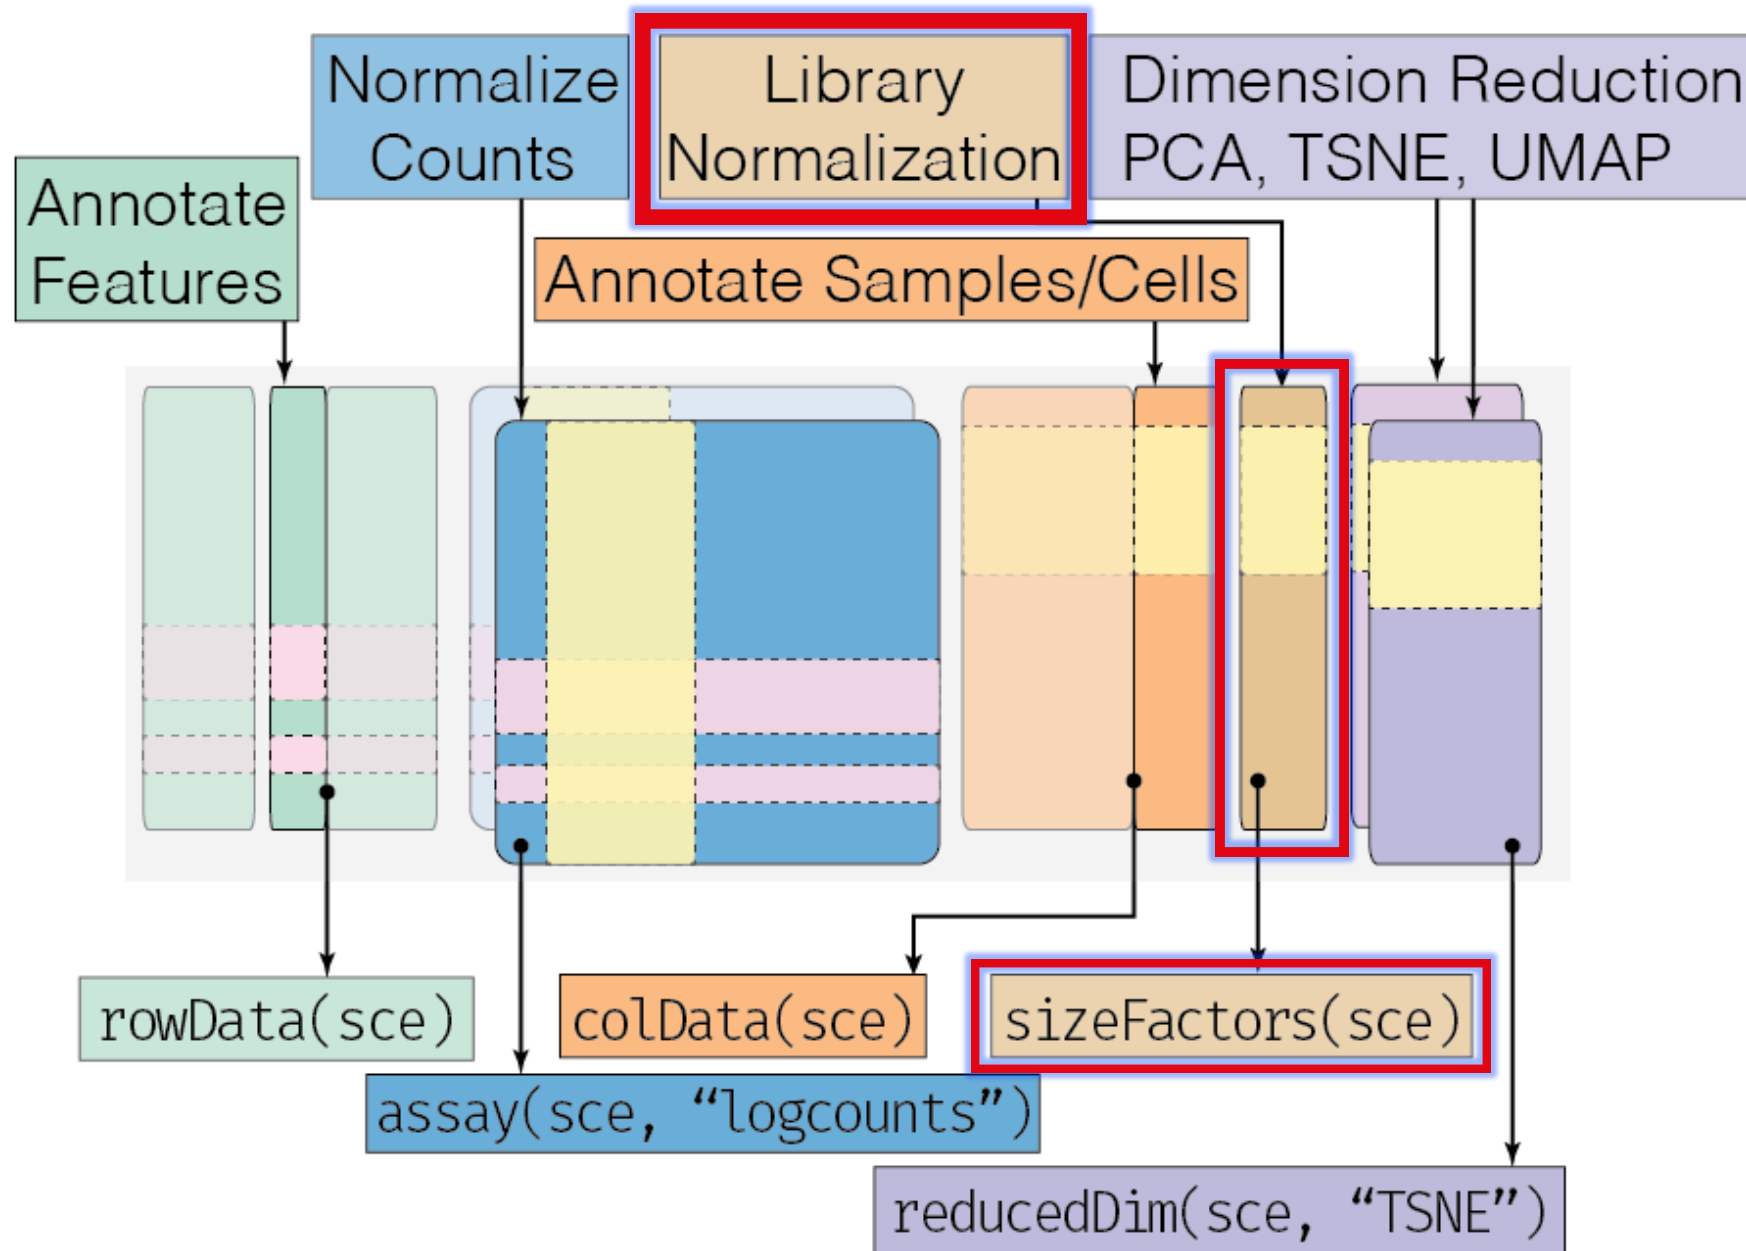 Normalize
Counts
Library
Normalization
Dimension Reduction
PCA, TSNE, UMAP
Annotate
Features
Annotate Samples/Cells
rowData(sce)
colData(sce)
sizeFactors(sce)
assay(sce, “logcounts”)
reducedDim(sce, “TSNE”)